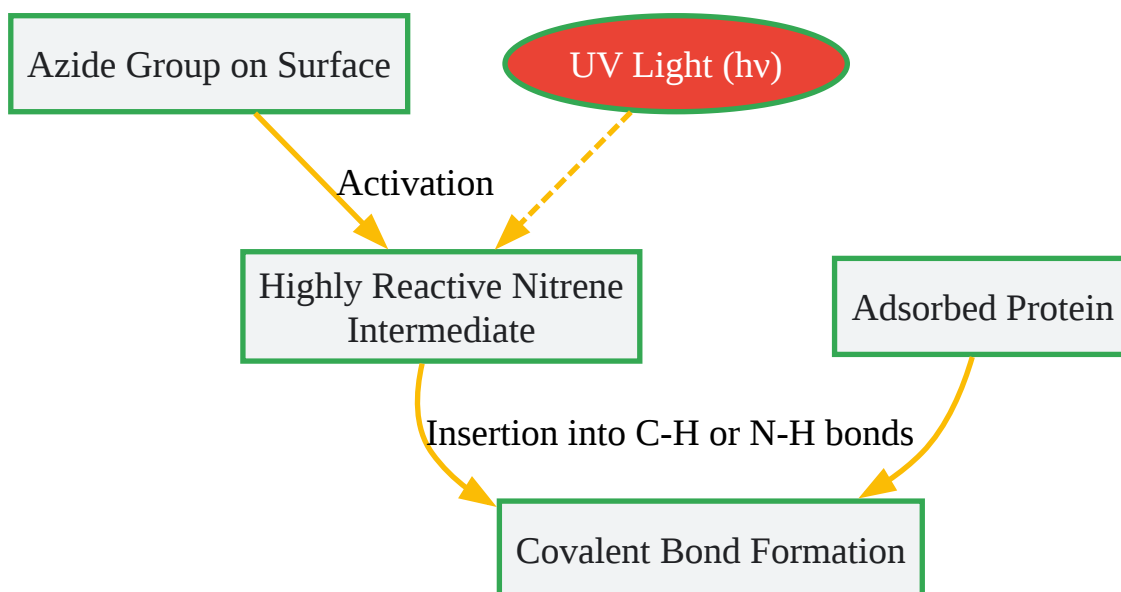 Azide Group on Surface
UV Light (hν)
Activation
Highly Reactive Nitrene
Intermediate
Adsorbed Protein
Insertion into C-H or N-H bonds
Covalent Bond Formation